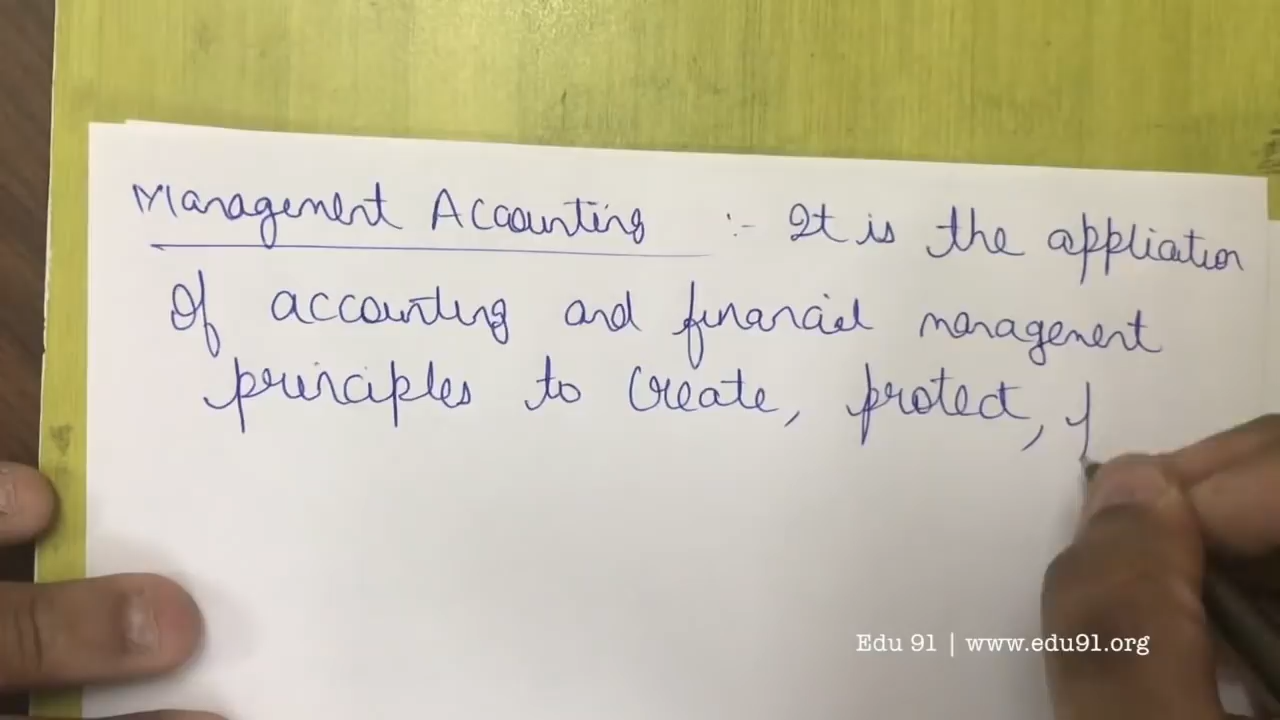 Management Accounting :- It is the application
of accounting and financial management
principles to create, protect,
Edu 91 | www.edu91.org